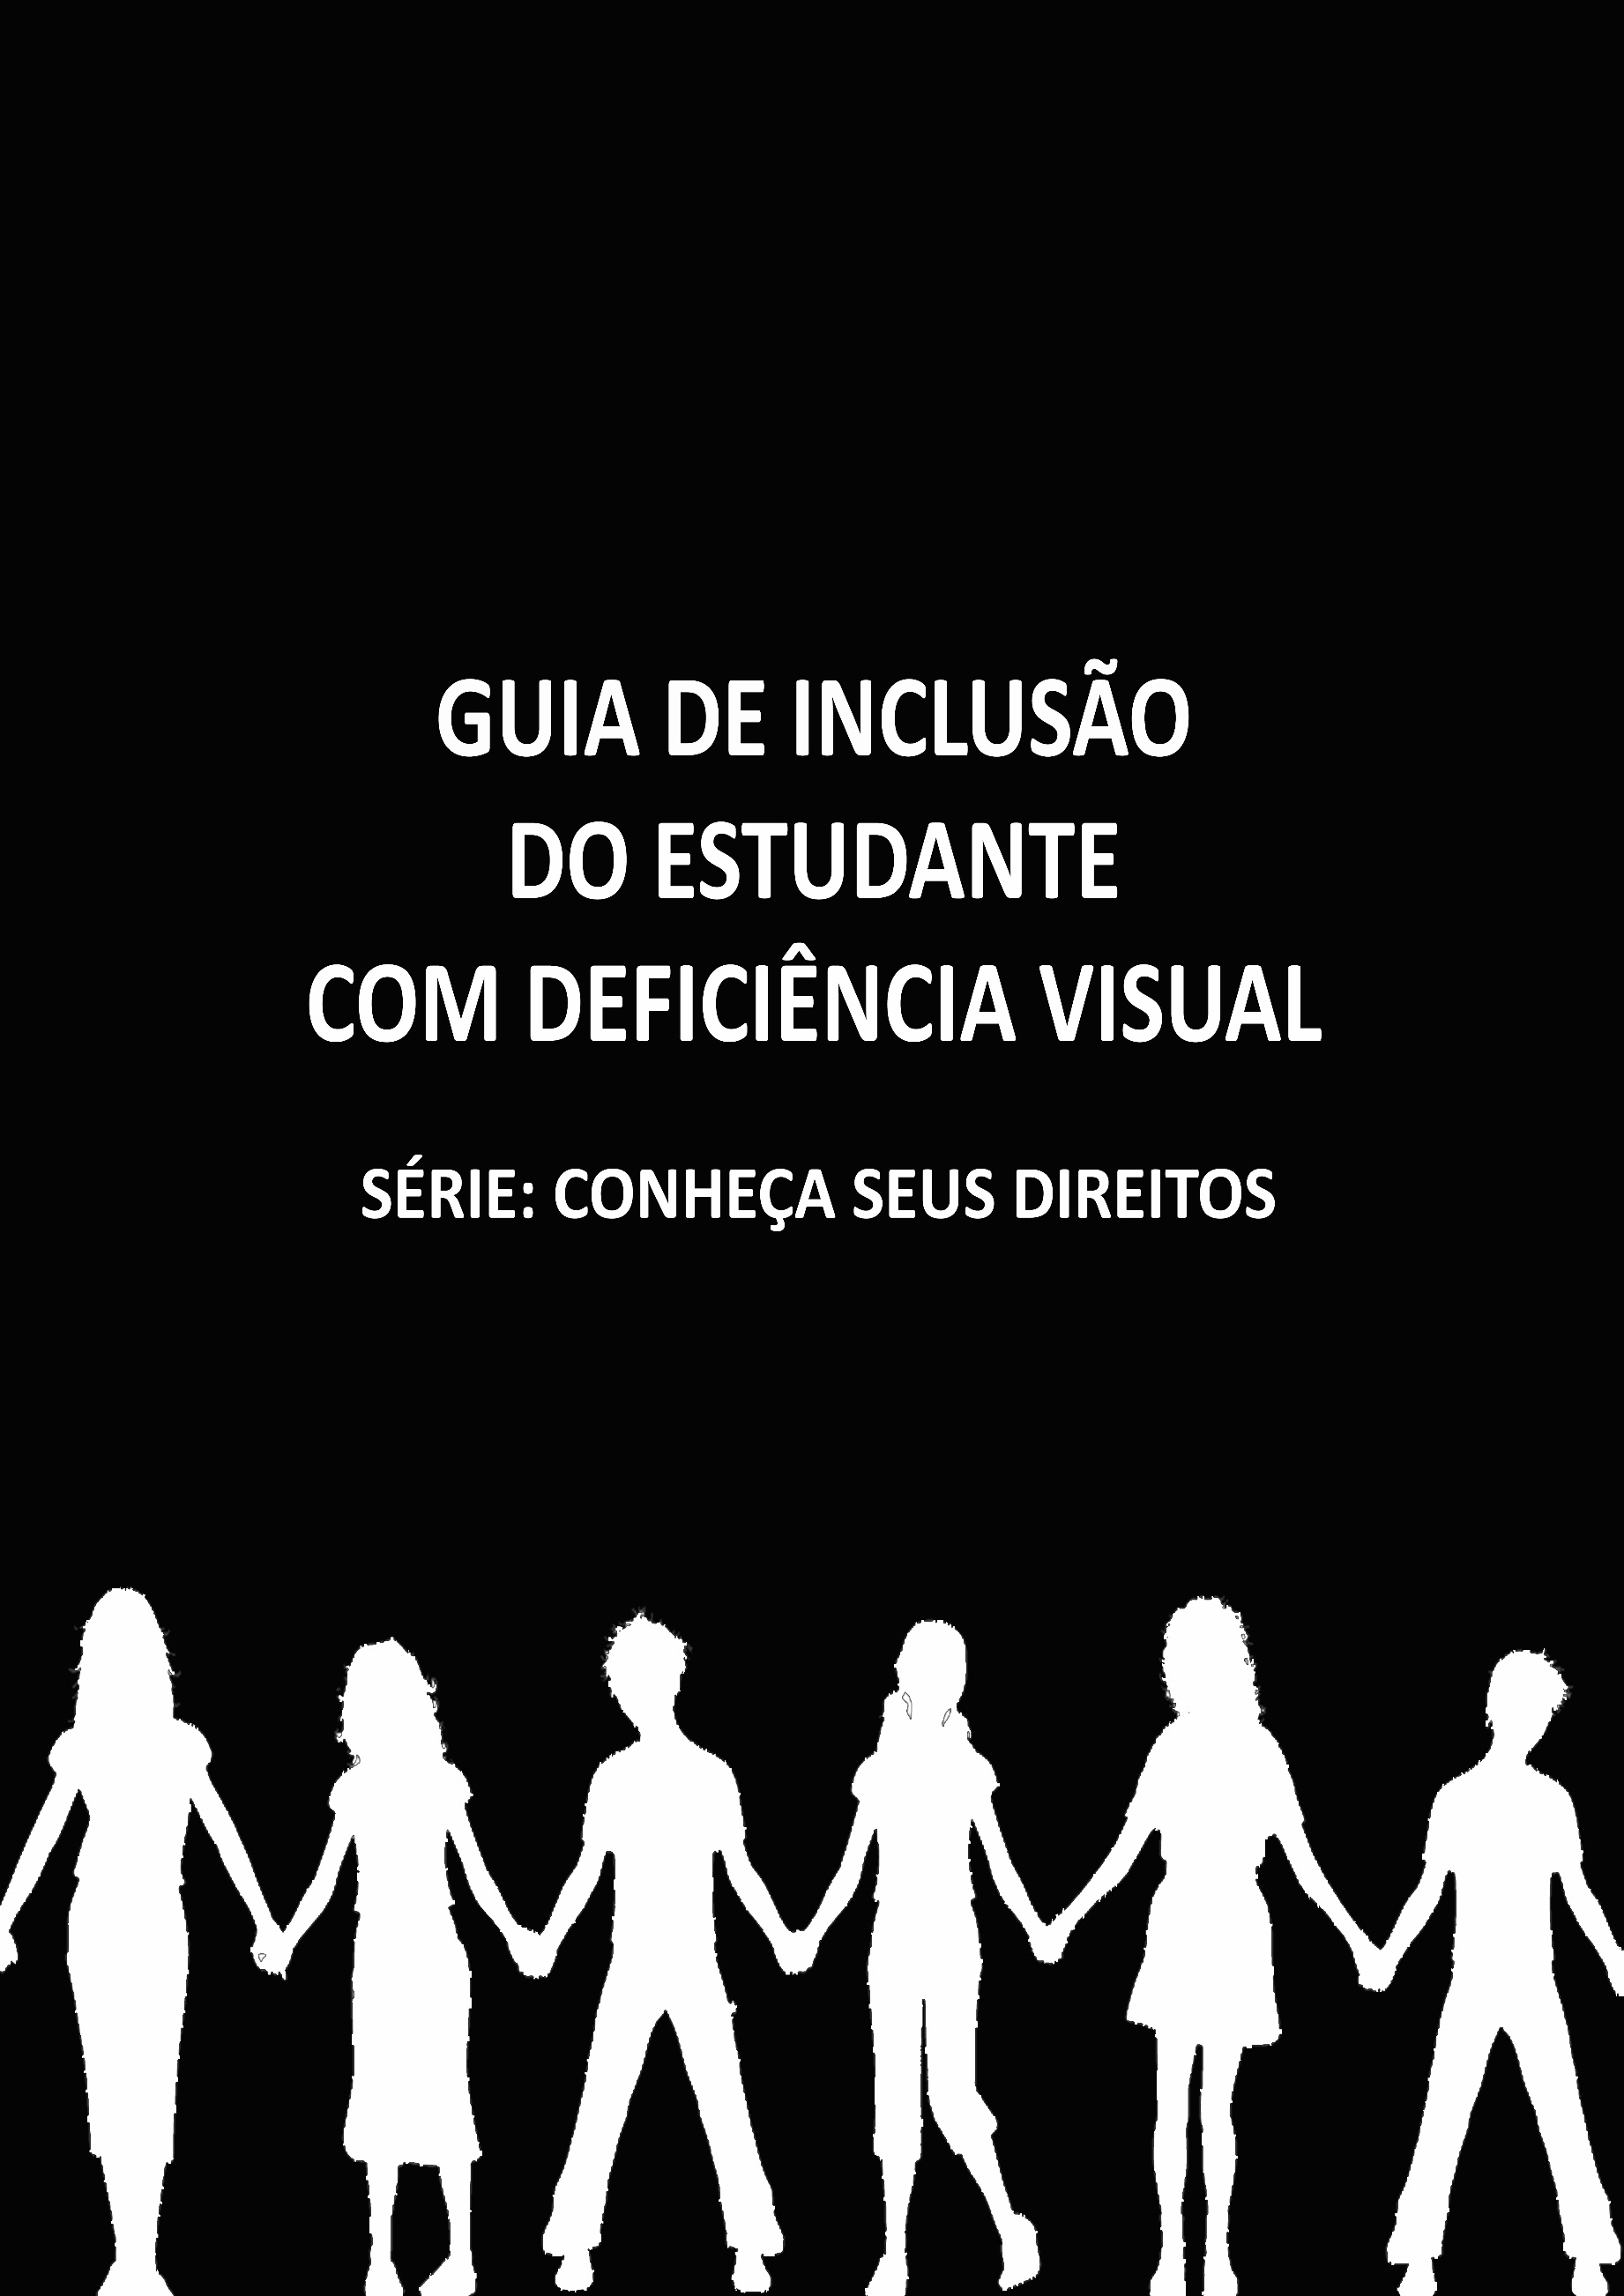 GUIA DE INCLUSÃO
DO ESTUDANTE
COM DEFICIÊNCIA VISUAL
SÉRIE: CONHEÇA SEUS DIREITOS